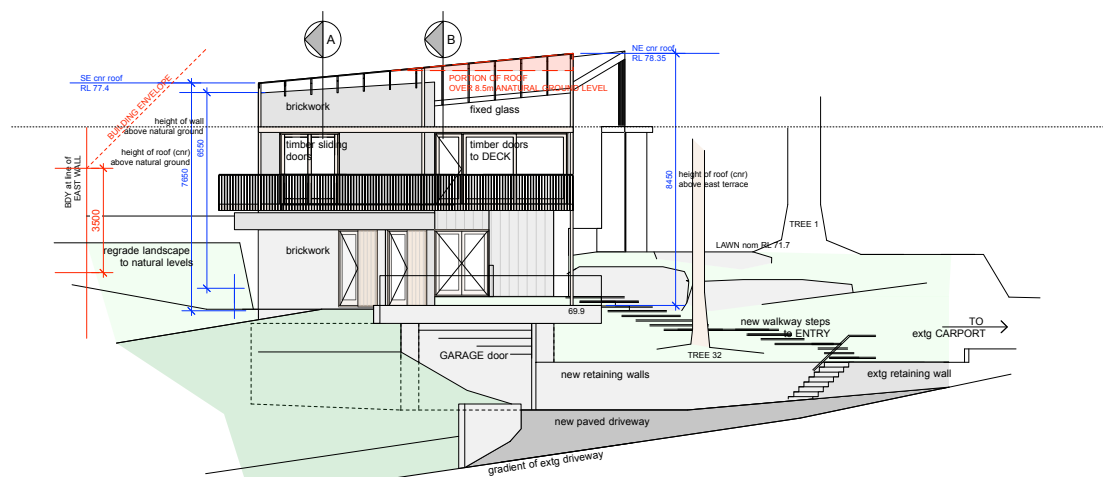 A
B
NE cnr roof
RL 78.35
SE cnr roof
RL 77.4
BUILDING ENVELOPE
PORTION OF ROOF
OVER 8.5m ANATURAL GROUND LEVEL
brickwork
fixed glass
height of wall
above natural ground
6550
height of roof (cnr)
above natural ground
7650
timber sliding
doors
timber doors
to DECK
8450
height of roof (cnr)
above east terrace
BDY at line of
EAST WALL
3500
TREE 1
regrade landscape
to natural levels
brickwork
LAWN nom RL 71.7
69.9
new walkway steps
to ENTRY
TO
extg CARPORT
GARAGE door
TREE 32
new retaining walls
extg retaining wall
new paved driveway
gradient of extg driveway